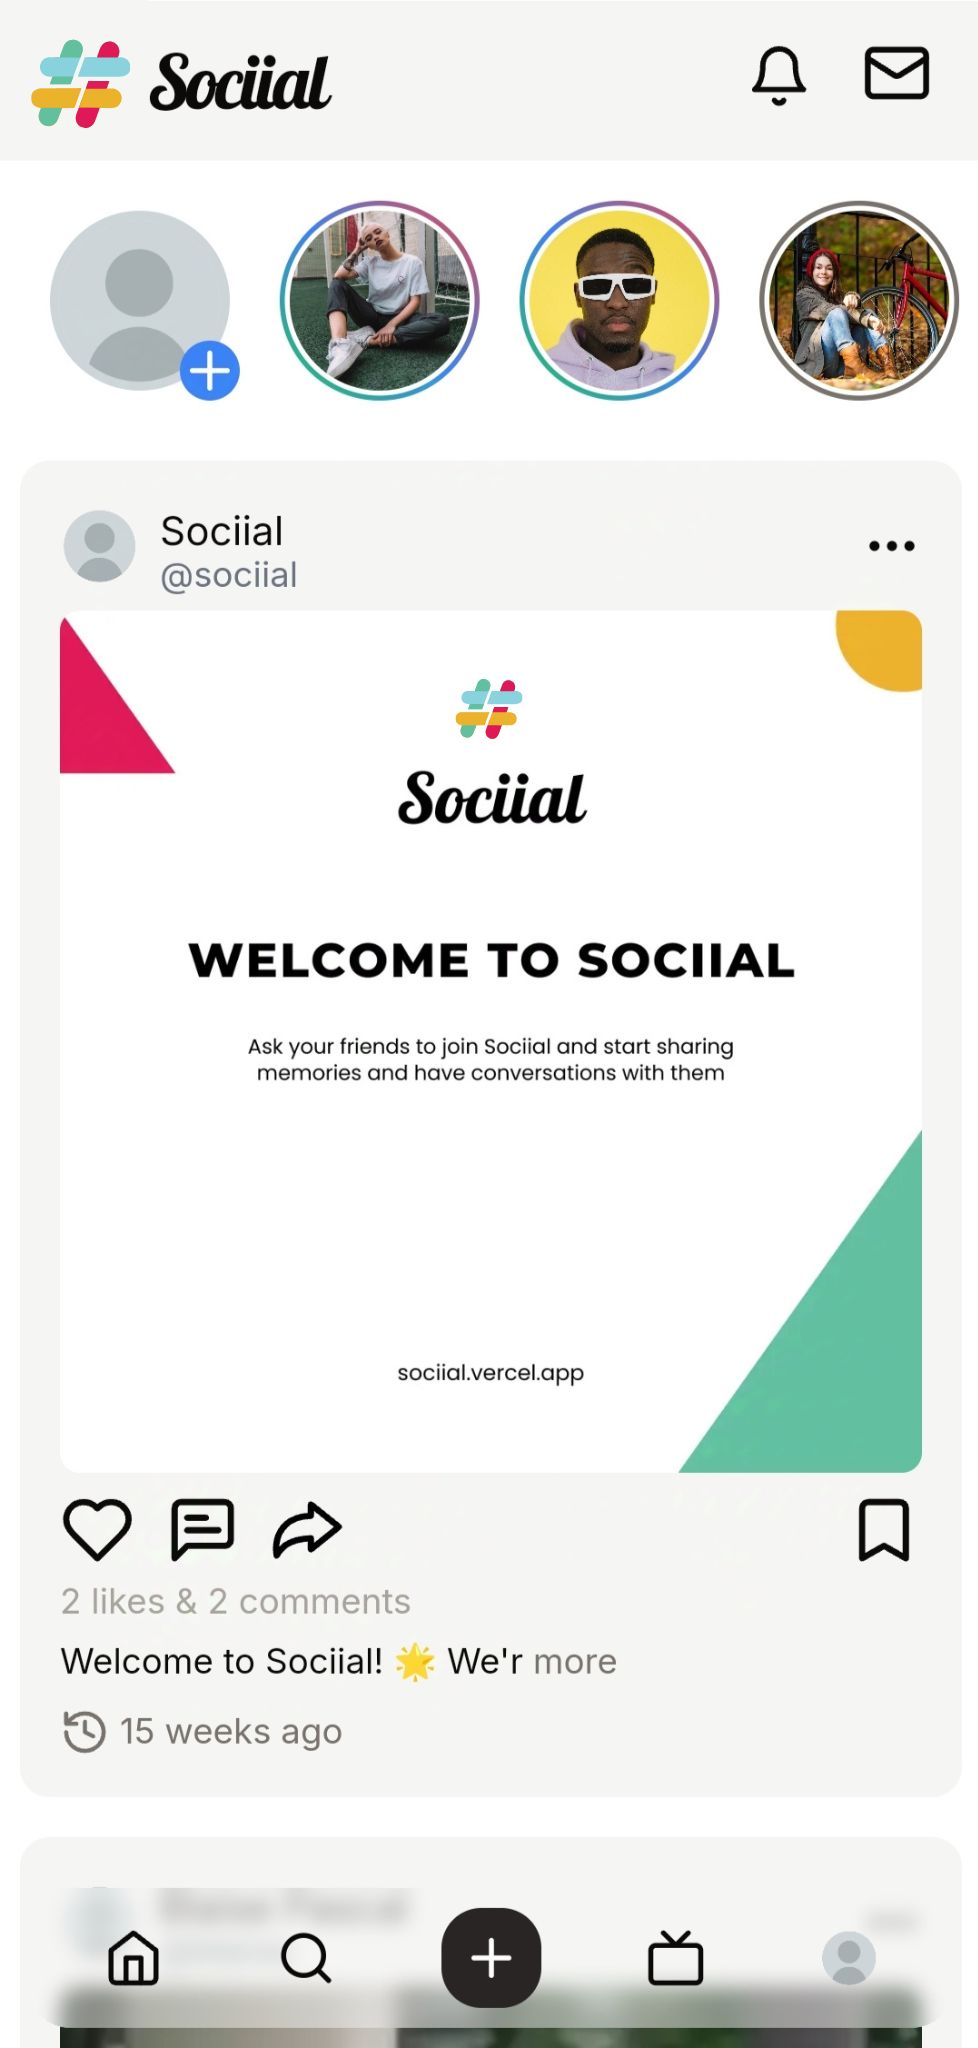 Sociial
Sociial
@sociial
Sociial
WELCOME TO SOCIIAL
Ask your friends to join Sociial and start sharing
memories and have conversations with them
sociial.vercel.app
2 likes & 2 comments
Welcome to Sociial! 🌟 We'r more
15 weeks ago